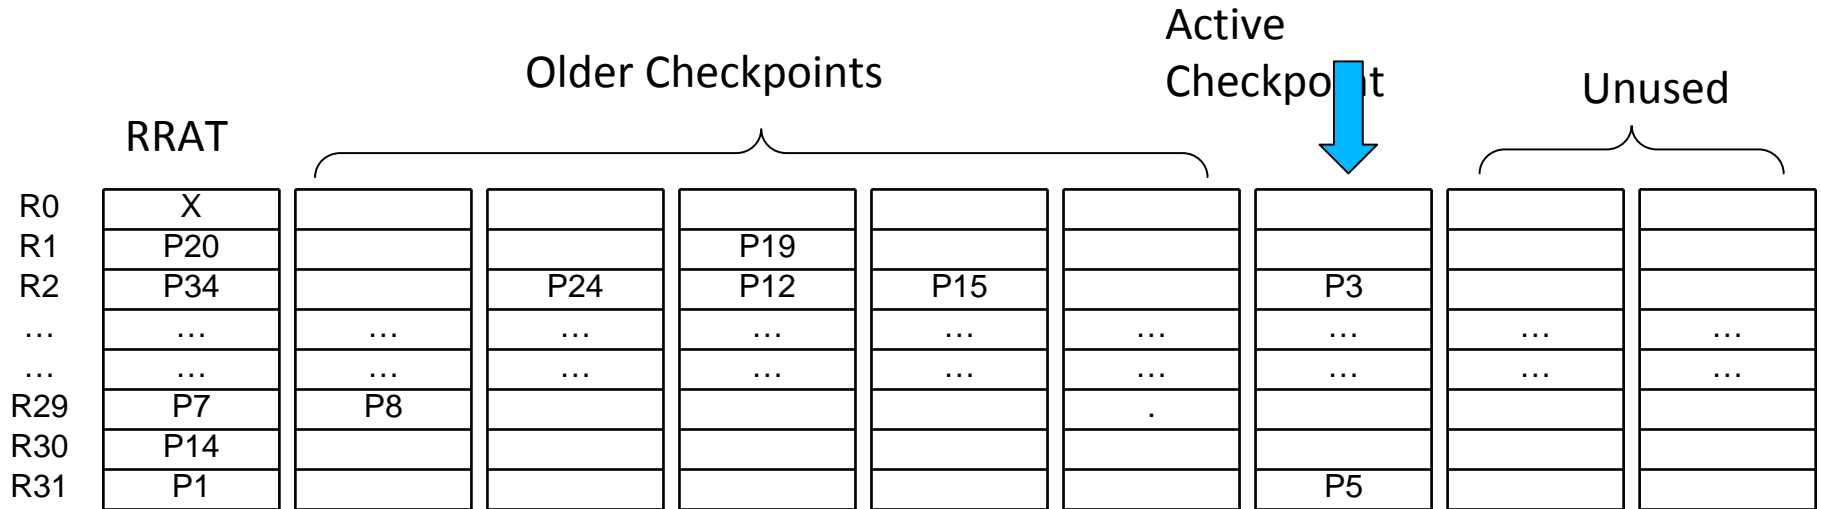 Active
Checkpo t
Older Checkpoints
Unused
RRAT
R0 X
R1 P20 P19
R2 P34 P24 P12 P15 P3
... ... ... ... ... ... ... ... ... ...
... ... ... ... ... ... ... ... ... ...
R29 P7 P8 .
R30 P14
R31 P1 P5